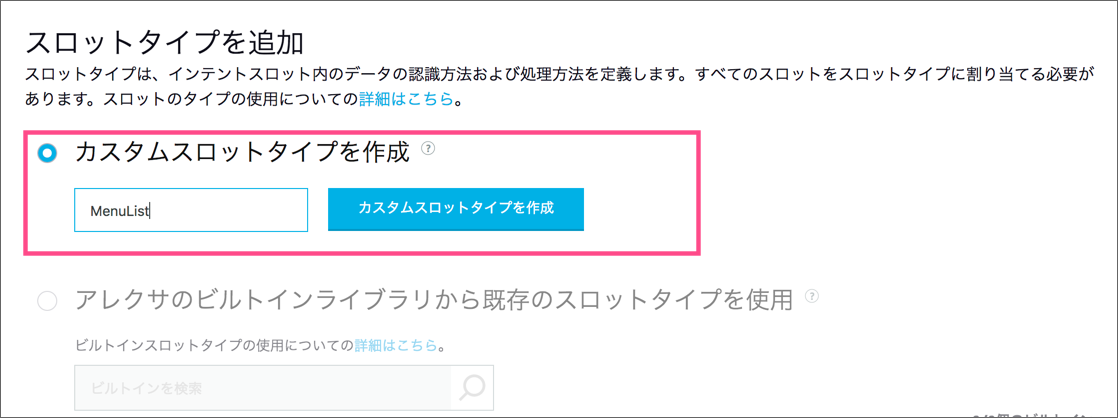 スロットタイプを追加
スロットタイプは、インテントスロット内のデータの認識方法および処理方法を定義します。すべてのスロットをスロットタイプに割り当てる必要が
あります。スロットのタイプの使用についての詳細はこちら。
カスタムスロットタイプを作成 ?
MenuList
カスタムスロットタイプを作成
アレクサのビルトインライブラリから既存のスロットタイプを使用 ?
ビルトインスロットタイプの使用についての詳細はこちら。
ビルトインを検索